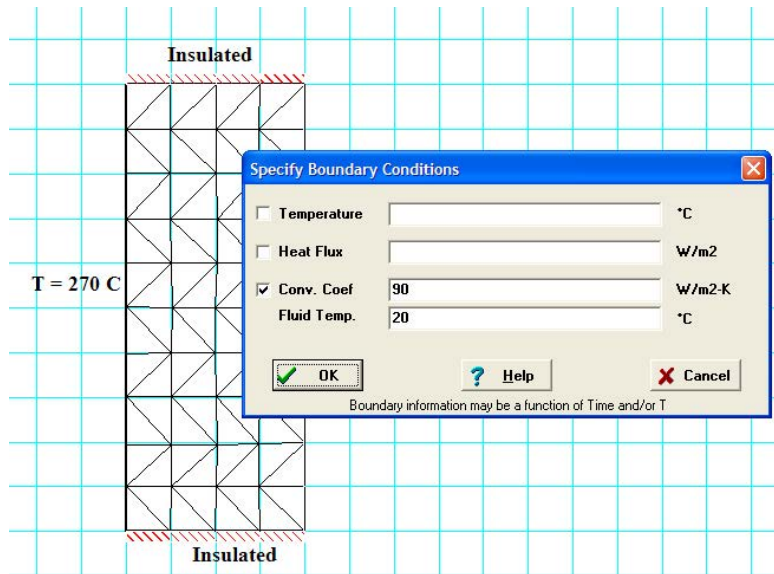 Insulated
Specify Boundary Conditions
Temperature
°C
Heat Flux
W/m2
T = 270 C
Conv. Coef
90
W/m2-K
Fluid Temp.
20
°C
OK
? Help
Cancel
Boundary information may be a function of Time and/or T
Insulated